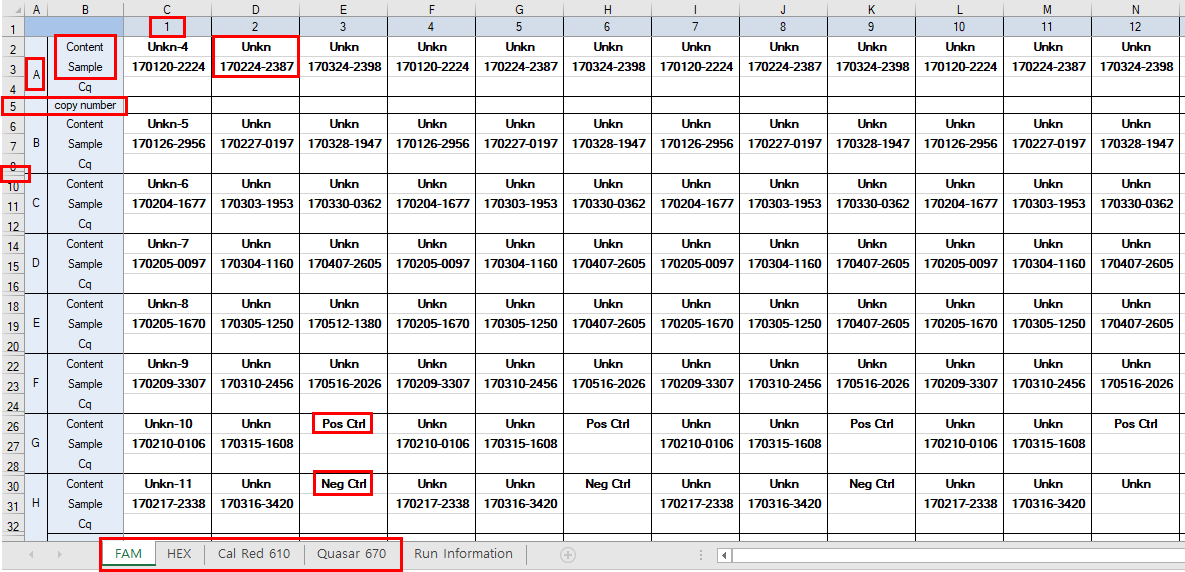 A B C D E F G H I J K L M N
1 1 2 3 4 5 6 7 8 9 10 11 12
2 Content Unkn-4 Unkn Unkn Unkn Unkn Unkn Unkn Unkn Unkn Unkn Unkn Unkn
3 A Sample 170120-2224 170224-2387 170324-2398 170120-2224 170224-2387 170324-2398 170120-2224 170224-2387 170324-2398 170120-2224 170224-2387 170324-2398
4 Cq
5 copy number
6 Content Unkn-5 Unkn Unkn Unkn Unkn Unkn Unkn Unkn Unkn Unkn Unkn Unkn
7 B Sample 170126-2956 170227-0197 170328-1947 170126-2956 170227-0197 170328-1947 170126-2956 170227-0197 170328-1947 170126-2956 170227-0197 170328-1947
8 Cq
10 Content Unkn-6 Unkn Unkn Unkn Unkn Unkn Unkn Unkn Unkn Unkn Unkn Unkn
11 C Sample 170204-1677 170303-1953 170330-0362 170204-1677 170303-1953 170330-0362 170204-1677 170303-1953 170330-0362 170204-1677 170303-1953 170330-0362
12 Cq
14 Content Unkn-7 Unkn Unkn Unkn Unkn Unkn Unkn Unkn Unkn Unkn Unkn Unkn
15 D Sample 170205-0097 170304-1160 170407-2605 170205-0097 170304-1160 170407-2605 170205-0097 170304-1160 170407-2605 170205-0097 170304-1160 170407-2605
16 Cq
18 Content Unkn-8 Unkn Unkn Unkn Unkn Unkn Unkn Unkn Unkn Unkn Unkn Unkn
19 E Sample 170205-1670 170305-1250 170512-1380 170205-1670 170305-1250 170407-2605 170205-1670 170305-1250 170407-2605 170205-1670 170305-1250 170407-2605
20 Cq
22 Content Unkn-9 Unkn Unkn Unkn Unkn Unkn Unkn Unkn Unkn Unkn Unkn Unkn
23 F Sample 170209-3307 170310-2456 170516-2026 170209-3307 170310-2456 170516-2026 170209-3307 170310-2456 170516-2026 170209-3307 170310-2456 170516-2026
24 Cq
26 Content Unkn-10 Unkn Pos Ctrl Unkn Unkn Pos Ctrl Unkn Unkn Pos Ctrl Unkn Unkn Pos Ctrl
27 G Sample 170210-0106 170315-1608 170210-0106 170315-1608 170210-0106 170315-1608 170210-0106 170315-1608
28 Cq
30 Content Unkn-11 Unkn Neg Ctrl Unkn Unkn Neg Ctrl Unkn Unkn Neg Ctrl Unkn Unkn Unkn
31 H Sample 170217-2338 170316-3420 170217-2338 170316-3420 170217-2338 170316-3420 170217-2338 170316-3420
32 Cq
FAM HEX Cal Red 610 Quasar 670 Run Information